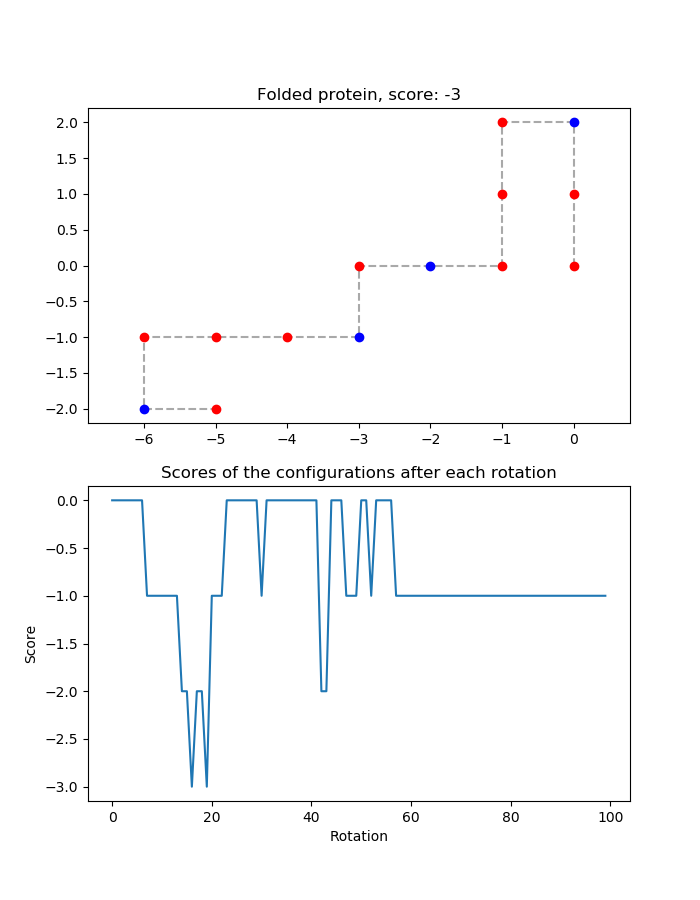 Folded protein, score: -3
2.0
1.5
1.0
0.5
0.0
−0.5
−1.0
−1.5
−2.0
−6 −5 −4 −3 −2 −1 0
Scores of the configurations after each rotation
0.0
−0.5
−1.0
−1.5
−2.0
−2.5
−3.0
Score
0 20 40 60 80 100
Rotation